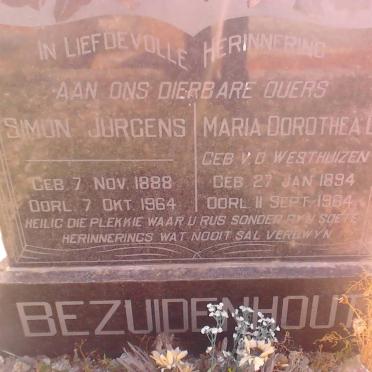 IN LIEFDEVOLLE HERINNERING
AAN ONS DIERBARE OUERS
SIMON JURGENS
GEB. 7 NOV. 1888
OORL. 7 OKT. 1964
MARIA DOROTHEA
GEB. V.D. WESTHUIZEN
GEB. 27 JAN. 1894
OORL. 11 SEPT. 1964
HEILIG DIE PLEKKIE WAAR U RUS SONDER PYN SOETE
HERINNERINGS WAT NOOIT SAL VERDWYN
BEZUIDENHOUT